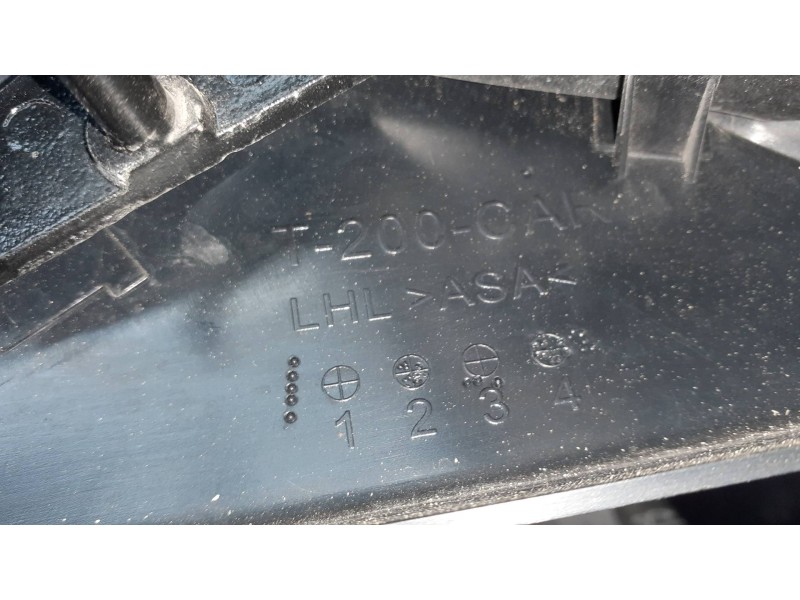 T-200-CAR
LHL >ASA<
1 2 3 4